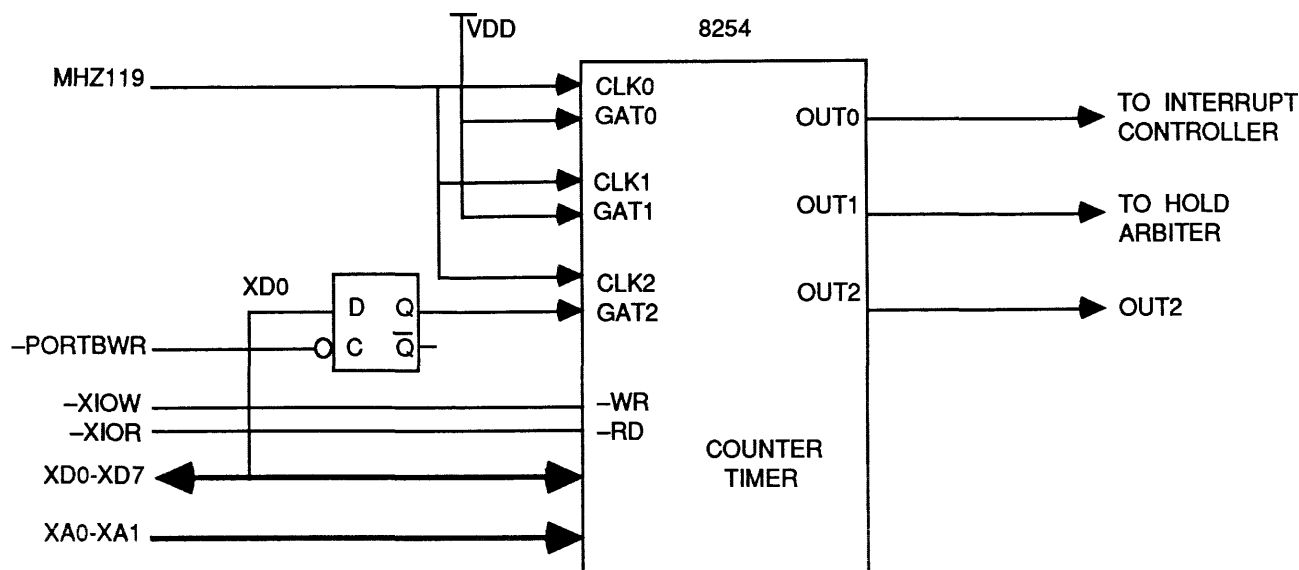 VDD
8254
MHZ119
CLK0
GAT0
OUT0
TO INTERRUPT
CONTROLLER
CLK1
GAT1
OUT1
TO HOLD
ARBITER
XD0
D Q
CLK2
GAT2
OUT2
OUT2
–PORTBWR
C Q̅
–XIOW
–WR
–XIOR
–RD
XD0-XD7
COUNTER
TIMER
XA0-XA1